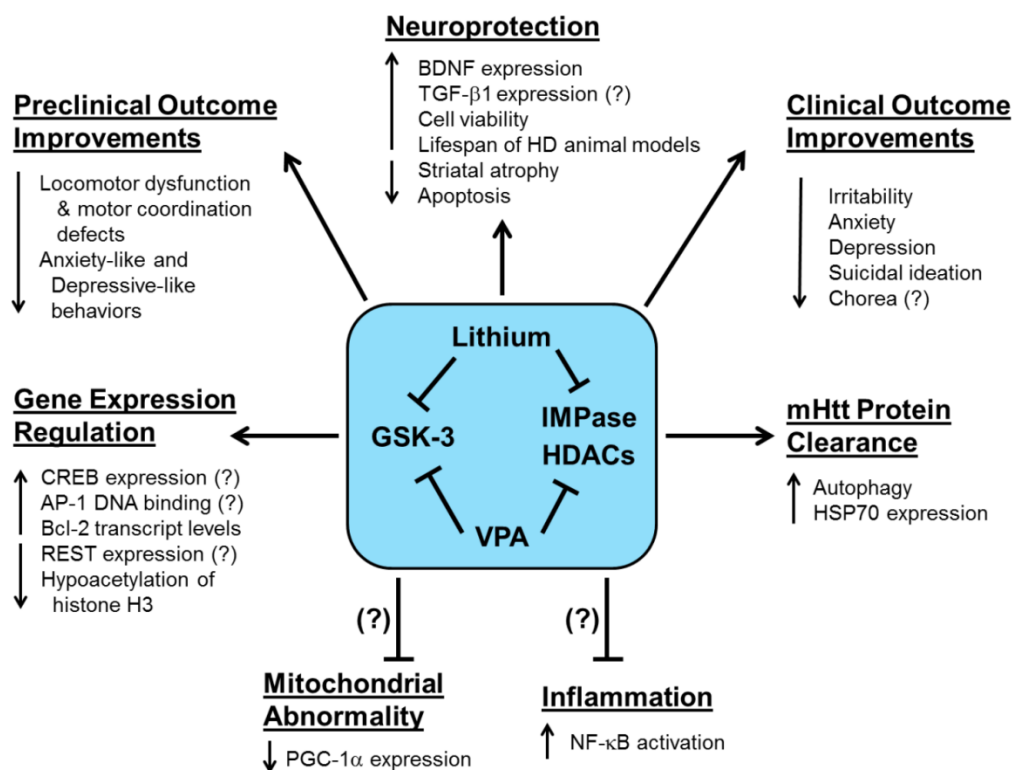 Neuroprotection
BDNF expression
TGF-β1 expression (?)
Cell viability
Lifespan of HD animal models
Striatal atrophy
Apoptosis
Preclinical Outcome
Improvements
Locomotor dysfunction
& motor coordination
defects
Anxiety-like and
Depressive-like
behaviors
Clinical Outcome
Improvements
Irritability
Anxiety
Depression
Suicidal ideation
Chorea (?)
Lithium
GSK-3
IMPase
HDACs
VPA
Gene Expression
Regulation
CREB expression (?)
AP-1 DNA binding (?)
Bcl-2 transcript levels
REST expression (?)
Hypoacetylation of
histone H3
mHtt Protein
Clearance
Autophagy
HSP70 expression
(?)
(?)
Mitochondrial
Abnormality
PGC-1α expression
Inflammation
NF-κB activation